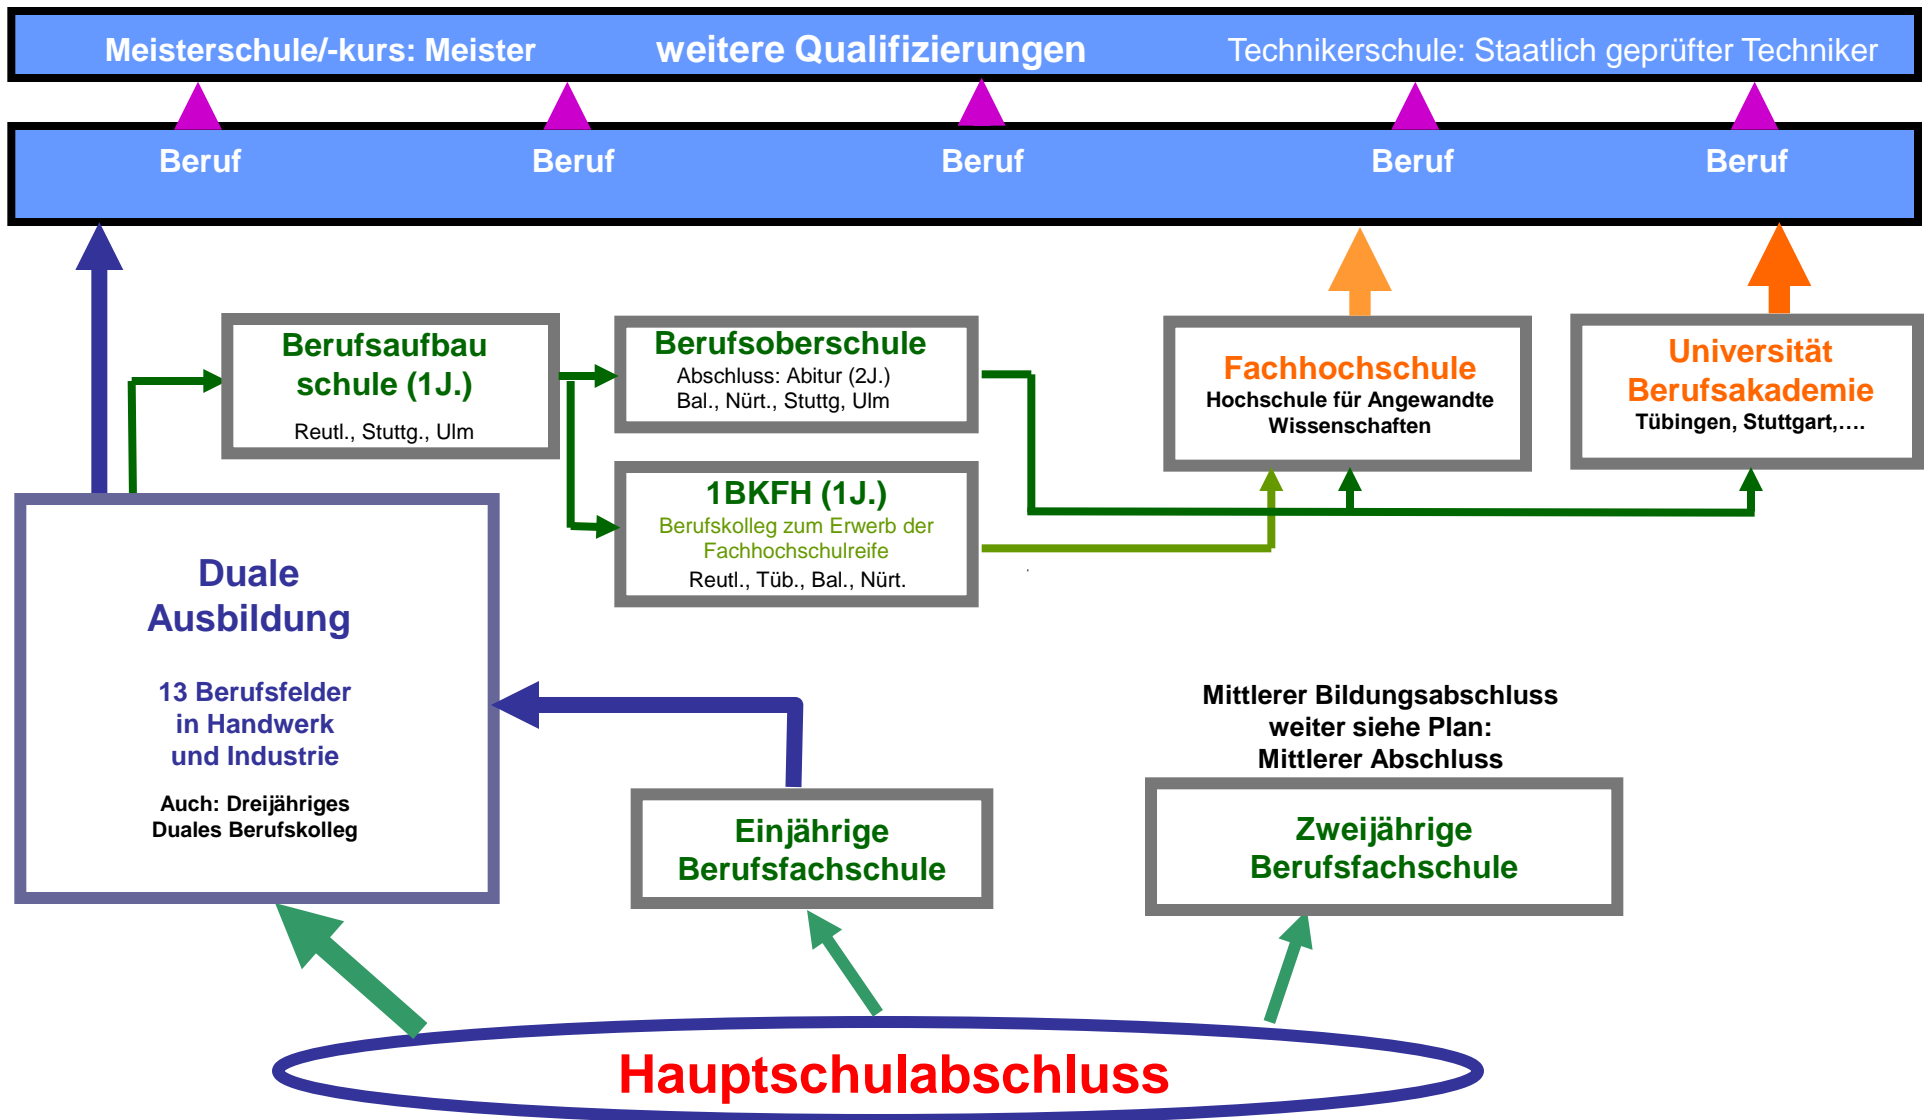 Meisterschule/-kurs: Meister
weitere Qualifizierungen
Technikerschule: Staatlich geprüfter Techniker
Beruf
Beruf
Beruf
Beruf
Beruf
Berufsaufbau
schule (1J.)
Reutl., Stuttg., Ulm
Berufsoberschule
Abschluss: Abitur (2J.)
Bal., Nürt., Stuttg, Ulm
Fachhochschule
Hochschule für Angewandte
Wissenschaften
Universität
Berufsakademie
Tübingen, Stuttgart,….
1BKFH (1J.)
Berufskolleg zum Erwerb der
Fachhochschulreife
Reutl., Tüb., Bal., Nürt.
Duale
Ausbildung
13 Berufsfelder
in Handwerk
und Industrie
Auch: Dreijähriges
Duales Berufskolleg
Mittlerer Bildungsabschluss
weiter siehe Plan:
Mittlerer Abschluss
Einjährige
Berufsfachschule
Zweijährige
Berufsfachschule
Hauptschulabschluss